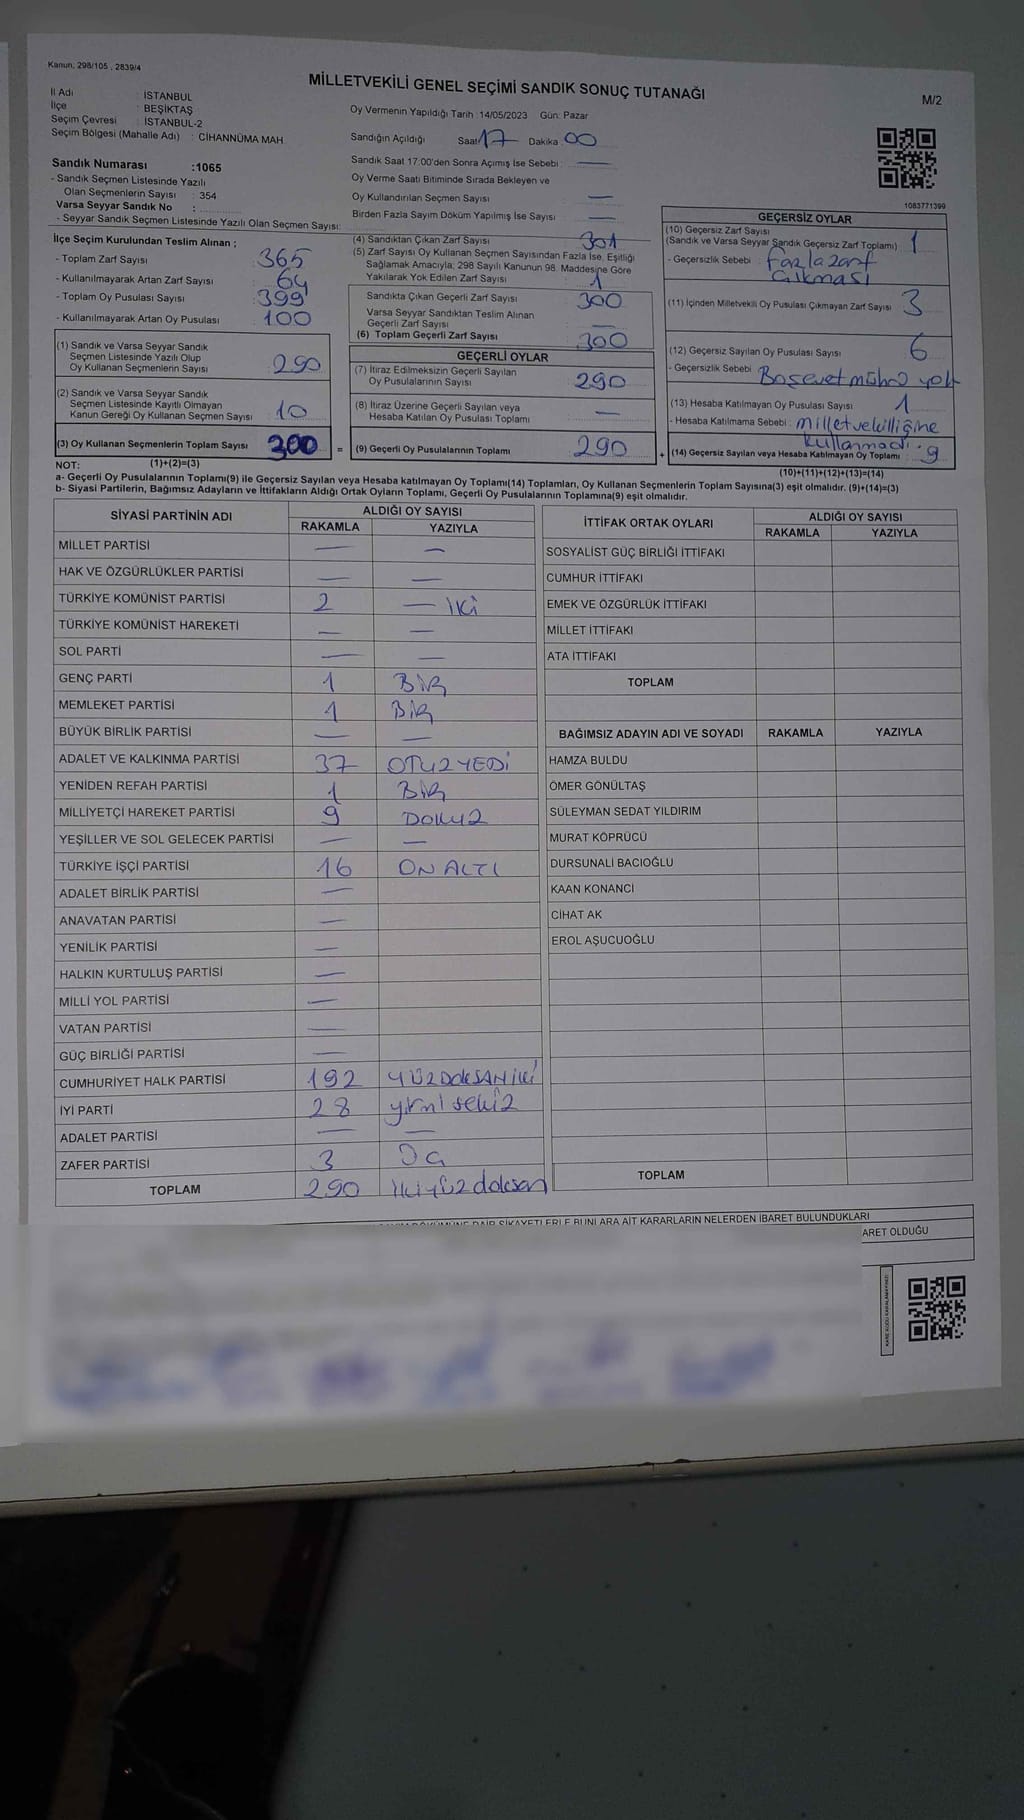 Kanun, 298/105 , 2839/4
MİLLETVEKİLİ GENEL SEÇİMİ SANDIK SONUÇ TUTANAĞI
M/2
İl Adı : İSTANBUL
İlçe : BEŞİKTAŞ
Seçim Çevresi : İSTANBUL-2
Seçim Bölgesi (Mahalle Adı) : CİHANNÜMA MAH.
Oy Vermenin Yapıldığı Tarih :14/05/2023 Gün: Pazar
Sandığın Açıldığı Saat 17 Dakika 00
Sandık Saat 17:00'den Sonra Açımış İse Sebebi : —
Oy Verme Saati Bitiminde Sırada Bekleyen ve
Oy Kullandırılan Seçmen Sayısı —
Birden Fazla Sayım Döküm Yapılmış İse Sayısı —
Sandık Numarası :1065
- Sandık Seçmen Listesinde Yazılı
Olan Seçmenlerin Sayısı : 354
Varsa Seyyar Sandık No :
- Seyyar Sandık Seçmen Listesinde Yazılı Olan Seçmen Sayısı:
1083771399
İlçe Seçim Kurulundan Teslim Alınan ;
- Toplam Zarf Sayısı : 365
- Kullanılmayarak Artan Zarf Sayısı : 64
- Toplam Oy Pusulası Sayısı : 399
- Kullanılmayarak Artan Oy Pusulası : 100
(1) Sandık ve Varsa Seyyar Sandık
Seçmen Listesinde Yazılı Olup
Oy Kullanan Seçmenlerin Sayısı : 290
(2) Sandık ve Varsa Seyyar Sandık
Seçmen Listesinde Kayıtlı Olmayan
Kanun Gereği Oy Kullanan Seçmen Sayısı : 10
(3) Oy Kullanan Seçmenlerin Toplam Sayısı 300
(4) Sandıktan Çıkan Zarf Sayısı 301
(5) Zarf Sayısı Oy Kullanan Seçmen Sayısından Fazla İse, Eşitliği
Sağlamak Amacıyla; 298 Sayılı Kanunun 98. Maddesine Göre
Yakılarak Yok Edilen Zarf Sayısı : 1
Sandıkta Çıkan Geçerli Zarf Sayısı 300
Varsa Seyyar Sandıktan Teslim Alınan
Geçerli Zarf Sayısı —
(6) Toplam Geçerli Zarf Sayısı 300
GEÇERLİ OYLAR
(7) İtiraz Edilmeksizin Geçerli Sayılan
Oy Pusulalarının Sayısı 290
(8) İtiraz Üzerine Geçerli Sayılan veya
Hesaba Katılan Oy Pusulası Toplamı —
= (9) Geçerli Oy Pusulalarının Toplamı 290
GEÇERSİZ OYLAR
(10) Geçersiz Zarf Sayısı
(Sandık ve Varsa Seyyar Sandık Geçersiz Zarf Toplamı) 1
- Geçersizlik Sebebi : Fazla zarf
Çıkması
(11) İçinden Milletvekili Oy Pusulası Çıkmayan Zarf Sayısı 3
(12) Geçersiz Sayılan Oy Pusulası Sayısı 6
- Geçersizlik Sebebi : Boş evet mührü yok
(13) Hesaba Katılmayan Oy Pusulası Sayısı 1
- Hesaba Katılmama Sebebi : milletvekilliğine
kullanmadı.
+ (14) Geçersiz Sayılan veya Hesaba Katılmayan Oy Toplamı : 9
NOT: (1)+(2)=(3)
(10)+(11)+(12)+(13)=(14)
a- Geçerli Oy Pusulalarının Toplamı(9) ile Geçersiz Sayılan veya Hesaba katılmayan Oy Toplamı(14) Toplamları, Oy Kullanan Seçmenlerin Toplam Sayısına(3) eşit olmalıdır. (9)+(14)=(3)
b- Siyasi Partilerin, Bağımsız Adayların ve İttifakların Aldığı Ortak Oyların Toplamı, Geçerli Oy Pusulalarının Toplamına(9) eşit olmalıdır.
SİYASİ PARTİNİN ADI ALDIĞI OY SAYISI
RAKAMLA YAZIYLA
MİLLET PARTİSİ — —
HAK VE ÖZGÜRLÜKLER PARTİSİ — —
TÜRKİYE KOMÜNİST PARTİSİ 2 — İKİ
TÜRKİYE KOMÜNİST HAREKETİ — —
SOL PARTİ — —
GENÇ PARTİ 1 BİR
MEMLEKET PARTİSİ 1 BİR
BÜYÜK BİRLİK PARTİSİ — —
ADALET VE KALKINMA PARTİSİ 37 OTUZYEDİ
YENİDEN REFAH PARTİSİ 1 BİR
MİLLİYETÇİ HAREKET PARTİSİ 9 DOKUZ
YEŞİLLER VE SOL GELECEK PARTİSİ — —
TÜRKİYE İŞÇİ PARTİSİ 16 ON ALTI
ADALET BİRLİK PARTİSİ —
ANAVATAN PARTİSİ —
YENİLİK PARTİSİ —
HALKIN KURTULUŞ PARTİSİ —
MİLLİ YOL PARTİSİ —
VATAN PARTİSİ —
GÜÇ BİRLİĞİ PARTİSİ —
CUMHURİYET HALK PARTİSİ 192 YÜZDOKSANİKİ
İYİ PARTİ 28 yirmi sekiz
ADALET PARTİSİ — —
ZAFER PARTİSİ 3 ÜÇ
TOPLAM 290 ikiyüz doksan
İTTİFAK ORTAK OYLARI ALDIĞI OY SAYISI
RAKAMLA YAZIYLA
SOSYALİST GÜÇ BİRLİĞİ İTTİFAKI
CUMHUR İTTİFAKI
EMEK VE ÖZGÜRLÜK İTTİFAKI
MİLLET İTTİFAKI
ATA İTTİFAKI
TOPLAM
BAĞIMSIZ ADAYIN ADI VE SOYADI RAKAMLA YAZIYLA
HAMZA BULDU
ÖMER GÖNÜLTAŞ
SÜLEYMAN SEDAT YILDIRIM
MURAT KÖPRÜCÜ
DURSUNALİ BACIOĞLU
KAAN KONANCİ
CİHAT AK
EROL AŞUCUOĞLU
TOPLAM
DAİR ŞİKAYETLERLE BUNLARA AİT KARARLARIN NELERDEN İBARET BULUNDUKLARI
ARET OLDUĞU